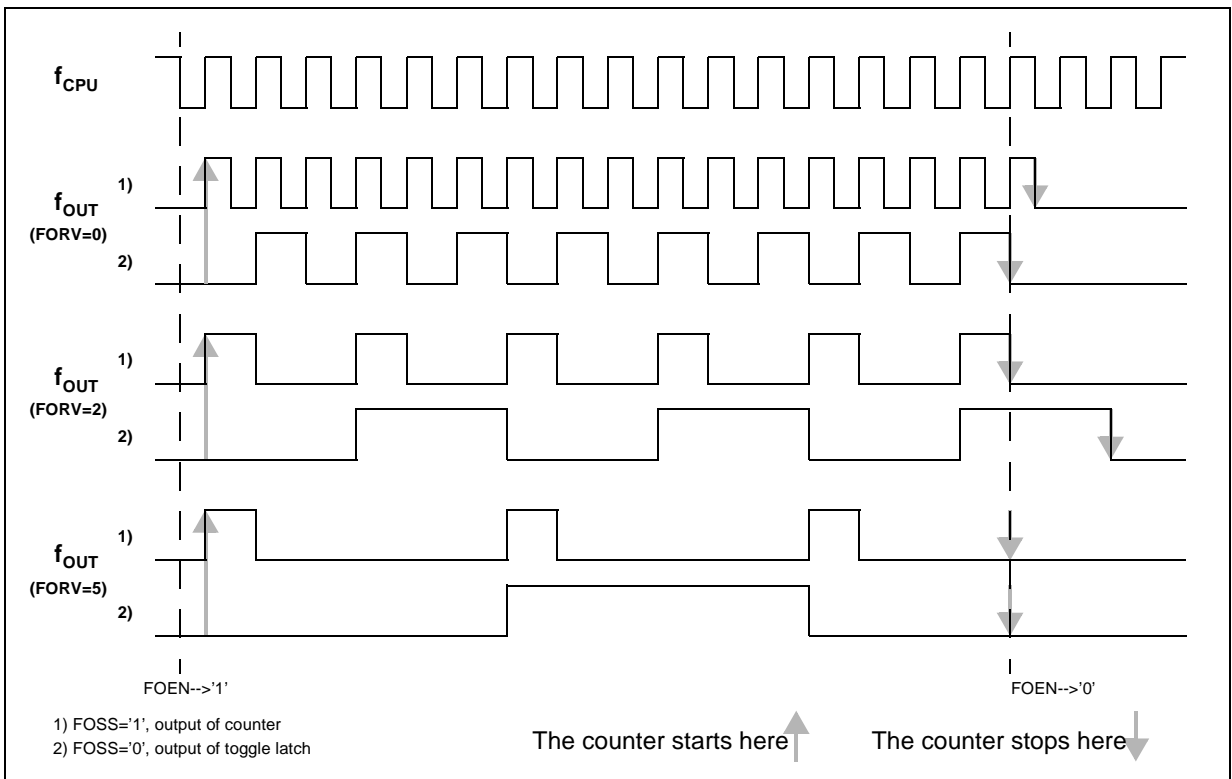 fCPU
1)
fOUT
(FORV=0)
2)
1)
fOUT
(FORV=2)
2)
1)
fOUT
(FORV=5)
2)
FOEN-->'1'
FOEN-->'0'
1) FOSS='1', output of counter
2) FOSS='0', output of toggle latch
The counter starts here
The counter stops here